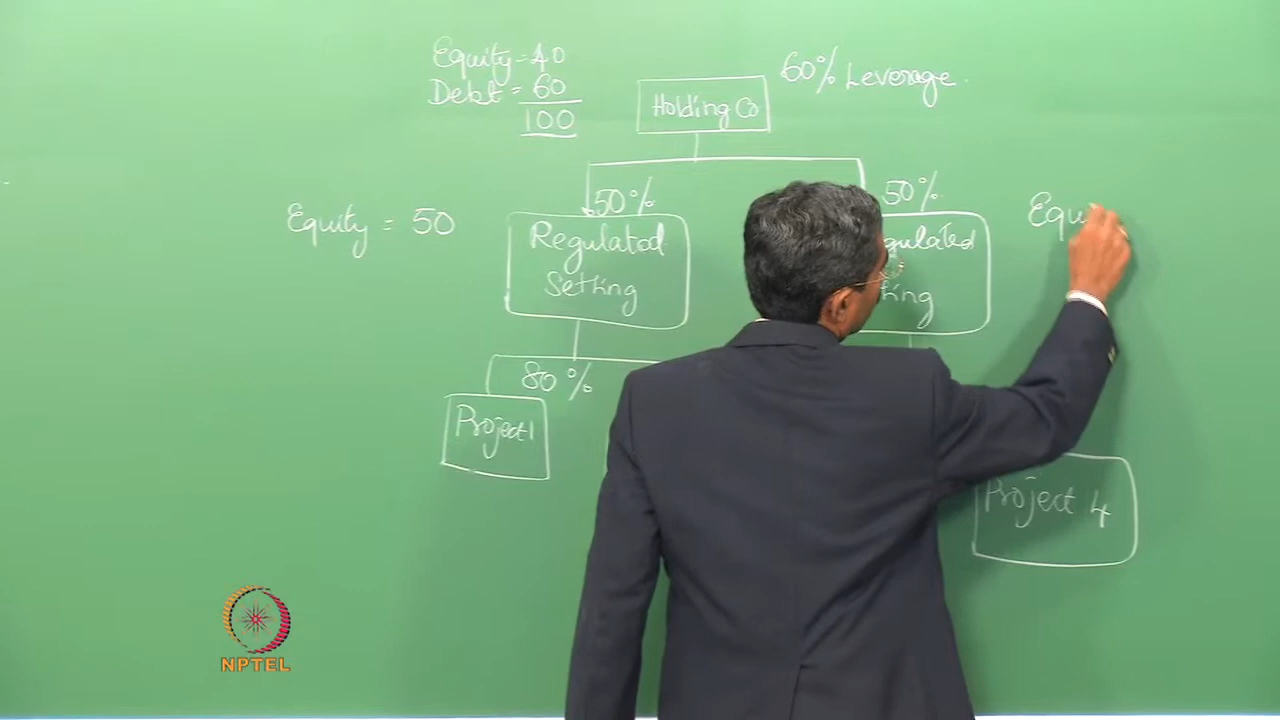 Equity = 40
Debt = 60
100
Holding Co
60% Leverage.
50%
Regulated
Setting
Equity = 50
50%
80%
Project 1
Project 4
NPTEL